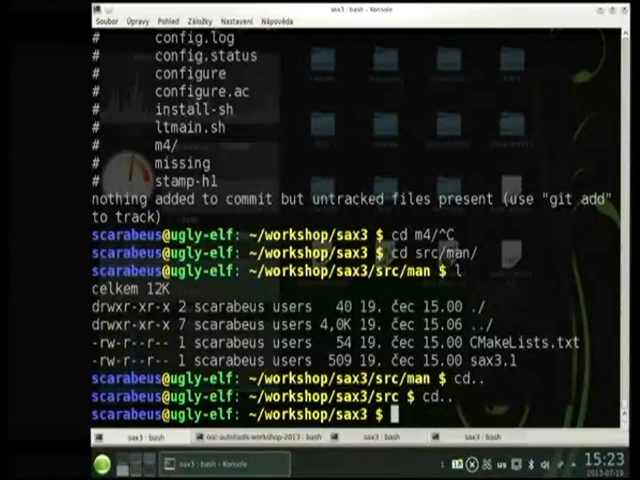 sax3 : bash - Konsole
Soubor Úpravy Pohled Záložky Nastavení Nápověda
# config.log
# config.status
# configure
# configure.ac
# install-sh
# ltmain.sh
# m4/
# missing
# stamp-h1
nothing added to commit but untracked files present (use "git add"
to track)
scarabeus@ugly-elf: ~/workshop/sax3 $ cd m4/^C
scarabeus@ugly-elf: ~/workshop/sax3 $ cd src/man/
scarabeus@ugly-elf: ~/workshop/sax3/src/man $ l
celkem 12K
drwxr-xr-x 2 scarabeus users 40 19. čec 15.00 ./
drwxr-xr-x 7 scarabeus users 4,0K 19. čec 15.06 ../
-rw-r--r-- 1 scarabeus users 54 19. čec 15.00 CMakeLists.txt
-rw-r--r-- 1 scarabeus users 509 19. čec 15.00 sax3.1
scarabeus@ugly-elf: ~/workshop/sax3/src/man $ cd..
scarabeus@ugly-elf: ~/workshop/sax3/src $ cd..
scarabeus@ugly-elf: ~/workshop/sax3 $
sax3 : bash osc-autotools-workshop-2013 : bash sax3 : bash sax3 : bash
sax3 : bash - Konsole 1 us 15:23
2013-07-19